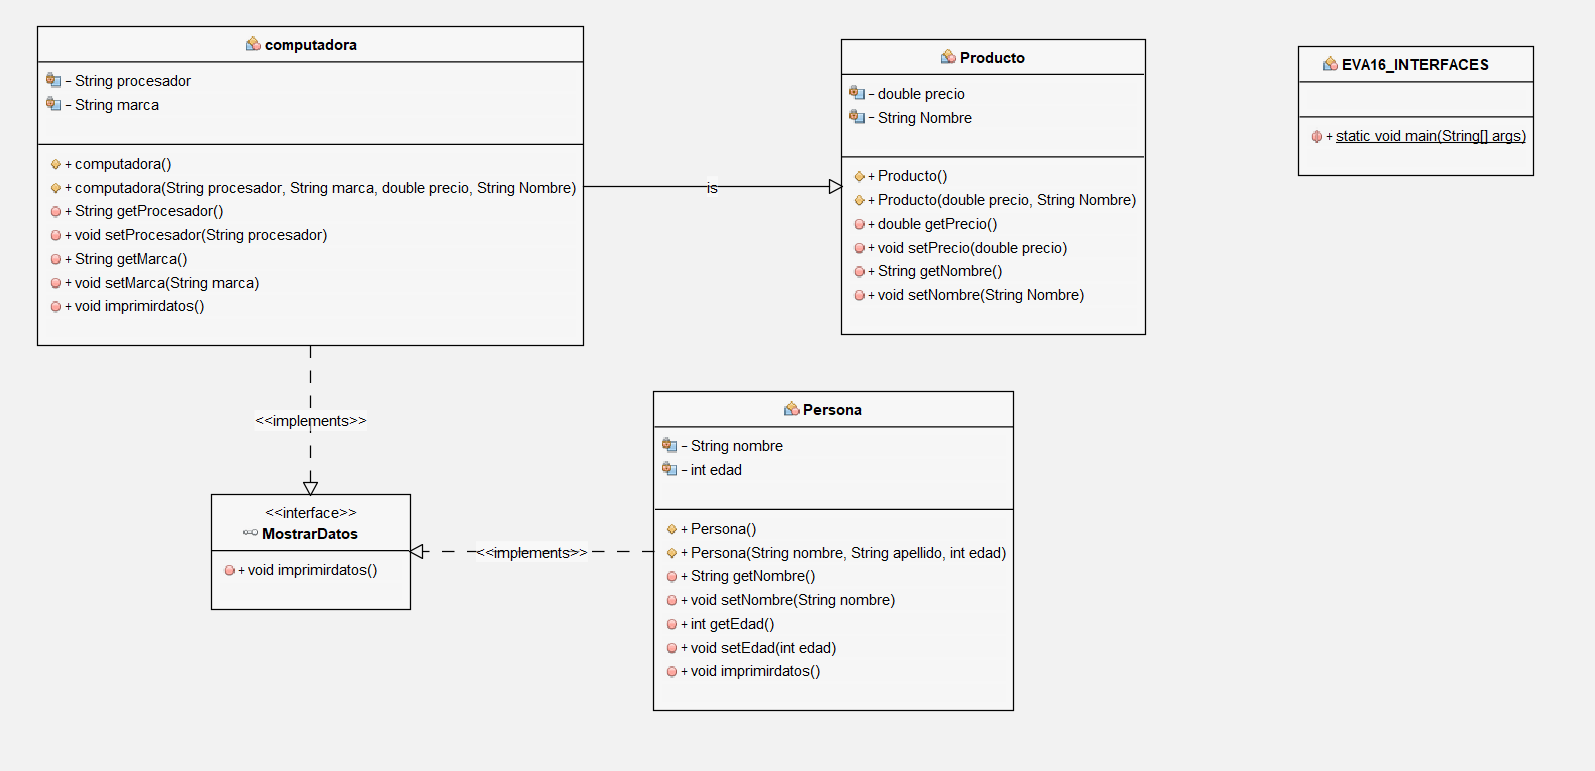 computadora
- String procesador
- String marca
+ computadora()
+ computadora(String procesador, String marca, double precio, String Nombre)
+ String getProcesador()
+ void setProcesador(String procesador)
+ String getMarca()
+ void setMarca(String marca)
+ void imprimirdatos()
is
Producto
- double precio
- String Nombre
+ Producto()
+ Producto(double precio, String Nombre)
+ double getPrecio()
+ void setPrecio(double precio)
+ String getNombre()
+ void setNombre(String Nombre)
EVA16_INTERFACES
+ static void main(String[] args)
<<implements>>
<<interface>>
MostrarDatos
+ void imprimirdatos()
<<implements>>
Persona
- String nombre
- int edad
+ Persona()
+ Persona(String nombre, String apellido, int edad)
+ String getNombre()
+ void setNombre(String nombre)
+ int getEdad()
+ void setEdad(int edad)
+ void imprimirdatos()